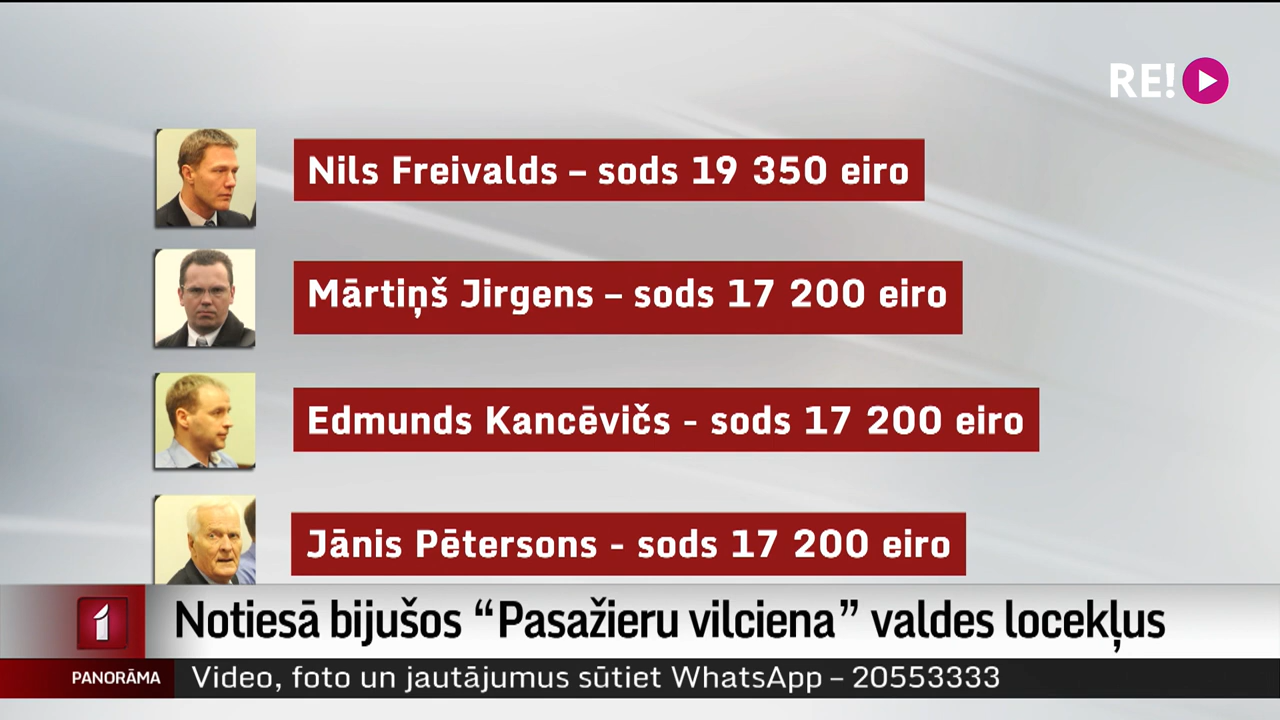 RE!
Nils Freivalds – sods 19 350 eiro
Mārtiņš Jirgens – sods 17 200 eiro
Edmunds Kancēvičs - sods 17 200 eiro
Jānis Pētersons - sods 17 200 eiro
1
Notiesā bijušos “Pasažieru vilciena” valdes locekļus
PANORĀMA
Video, foto un jautājumus sūtiet WhatsApp – 20553333